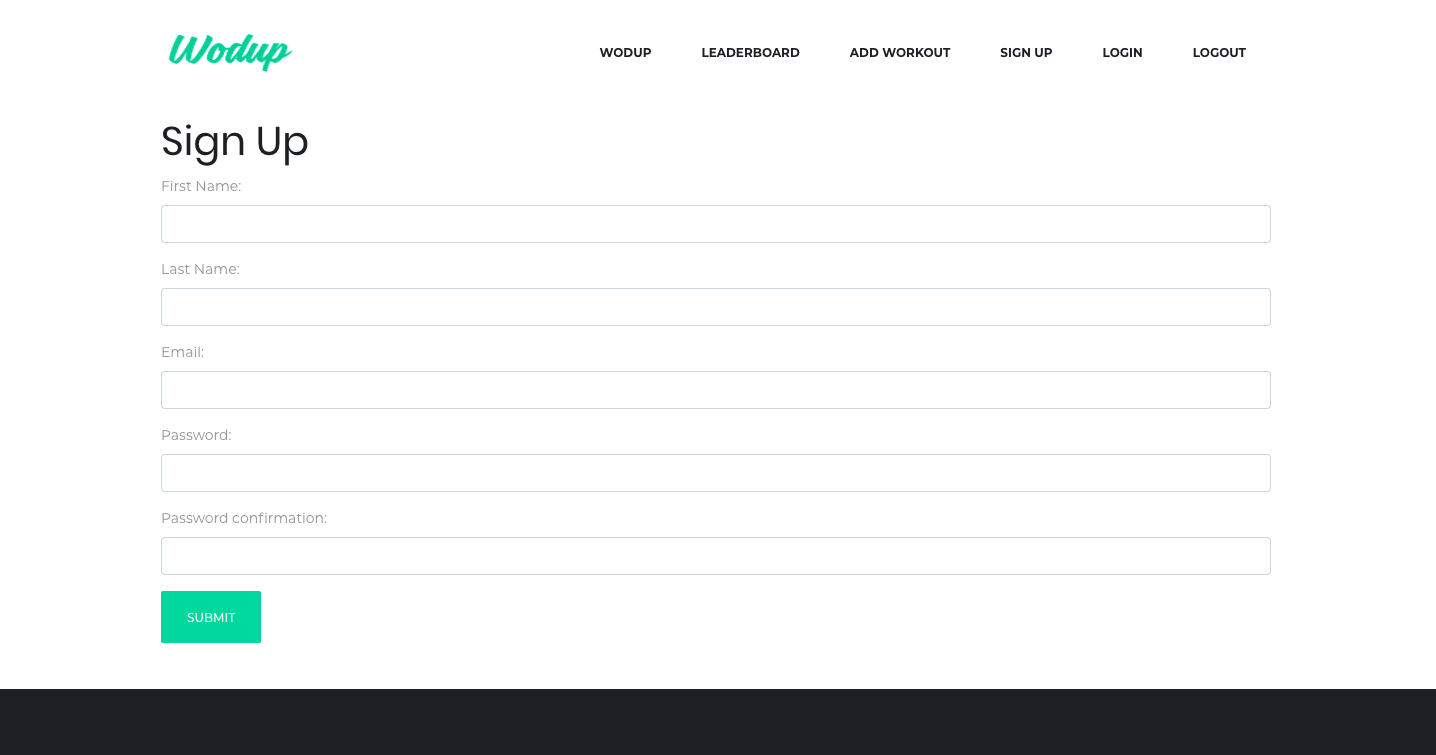 Wodup
WODUP LEADERBOARD ADD WORKOUT SIGN UP LOGIN LOGOUT
Sign Up
First Name:
Last Name:
Email:
Password:
Password confirmation:
SUBMIT